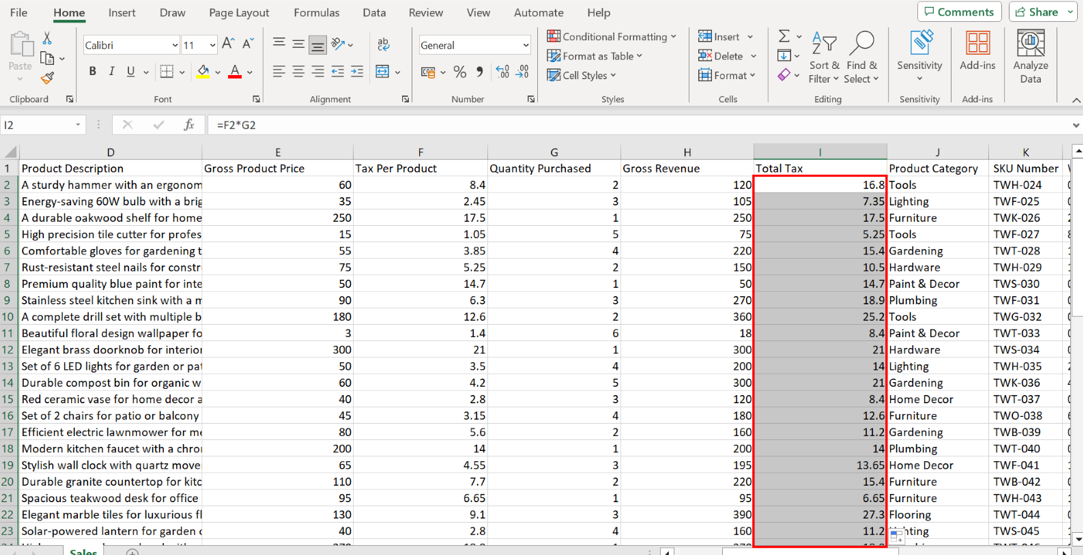 File Home Insert Draw Page Layout Formulas Data Review View Automate Help Comments Share
Calibri 11 A A ab General Conditional Formatting Insert Σ
Paste B I U A % Format as Table Delete Sort & Find & Sensitivity Add-ins Analyze
Cell Styles Format Filter Select Data
Clipboard Font Alignment Number Styles Cells Editing Sensitivity Add-ins
I2 fx =F2*G2
D E F G H I J K
1 Product Description Gross Product Price Tax Per Product Quantity Purchased Gross Revenue Total Tax Product Category SKU Number
2 A sturdy hammer with an ergonom 60 8.4 2 120 16.8 Tools TWH-024
3 Energy-saving 60W bulb with a brig 35 2.45 3 105 7.35 Lighting TWF-025
4 A durable oakwood shelf for home 250 17.5 1 250 17.5 Furniture TWK-026
5 High precision tile cutter for profes 15 1.05 5 75 5.25 Tools TWF-027
6 Comfortable gloves for gardening t 55 3.85 4 220 15.4 Gardening TWT-028
7 Rust-resistant steel nails for constr 75 5.25 2 150 10.5 Hardware TWH-029
8 Premium quality blue paint for inte 50 14.7 1 50 14.7 Paint & Decor TWS-030
9 Stainless steel kitchen sink with a m 90 6.3 3 270 18.9 Plumbing TWF-031
10 A complete drill set with multiple b 180 12.6 2 360 25.2 Tools TWG-032
11 Beautiful floral design wallpaper fo 3 1.4 6 18 8.4 Paint & Decor TWT-033
12 Elegant brass doorknob for interior 300 21 1 300 21 Hardware TWS-034
13 Set of 6 LED lights for garden or pat 50 3.5 4 200 14 Lighting TWH-035
14 Durable compost bin for organic w 60 4.2 5 300 21 Gardening TWK-036
15 Red ceramic vase for home decor a 40 2.8 3 120 8.4 Home Decor TWT-037
16 Set of 2 chairs for patio or balcony 45 3.15 4 180 12.6 Furniture TWO-038
17 Efficient electric lawnmower for me 80 5.6 2 160 11.2 Gardening TWB-039
18 Modern kitchen faucet with a chro 200 14 1 200 14 Plumbing TWT-040
19 Stylish wall clock with quartz move 65 4.55 3 195 13.65 Home Decor TWF-041
20 Durable granite countertop for kitc 110 7.7 2 220 15.4 Furniture TWB-042
21 Spacious teakwood desk for office 95 6.65 1 95 6.65 Furniture TWH-043
22 Elegant marble tiles for luxurious fl 130 9.1 3 390 27.3 Flooring TWT-044
23 Solar-powered lantern for garden 40 2.8 4 160 11.2 TWS-045
Sales